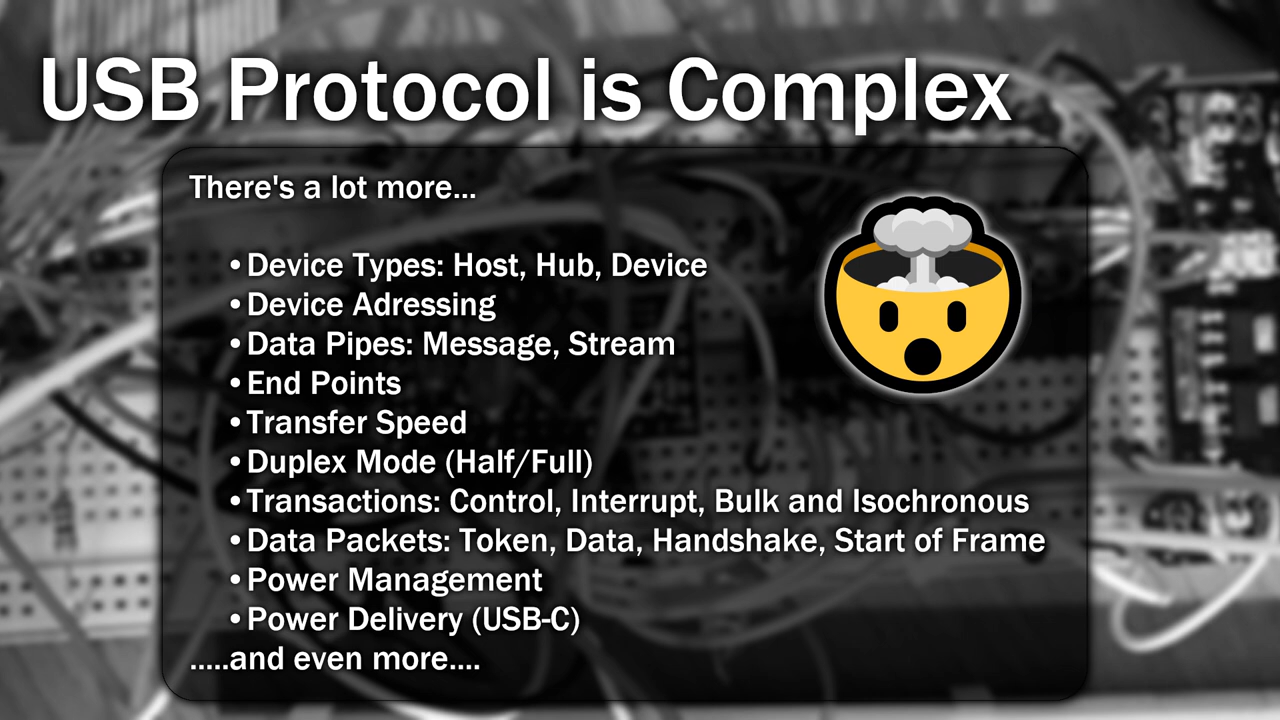 USB Protocol is Complex
There's a lot more...
•Device Types: Host, Hub, Device
•Device Adressing
•Data Pipes: Message, Stream
•End Points
•Transfer Speed
•Duplex Mode (Half/Full)
•Transactions: Control, Interrupt, Bulk and Isochronous
•Data Packets: Token, Data, Handshake, Start of Frame
•Power Management
•Power Delivery (USB-C)
.....and even more....